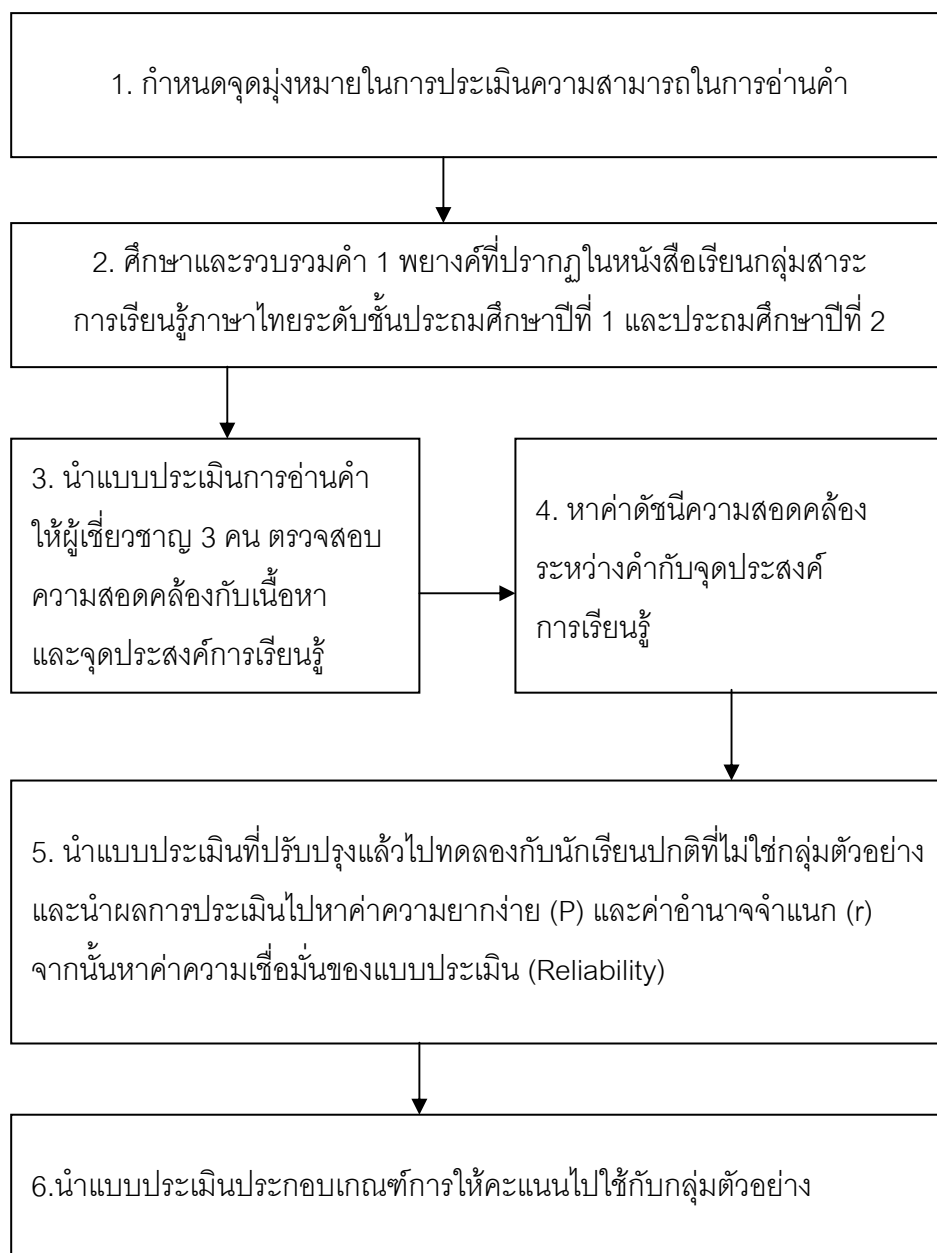 1. กำหนดจุดมุ่งหมายในการประเมินความสามารถในการอ่านคำ
2. ศึกษาและรวบรวมคำ 1 พยางค์ที่ปรากฏในหนังสือเรียนกลุ่มสาระ
การเรียนรู้ภาษาไทยระดับชั้นประถมศึกษาปีที่ 1 และประถมศึกษาปีที่ 2
3. นำแบบประเมินการอ่านคำ
ให้ผู้เชี่ยวชาญ 3 คน ตรวจสอบ
ความสอดคล้องกับเนื้อหา
และจุดประสงค์การเรียนรู้
4. หาค่าดัชนีความสอดคล้อง
ระหว่างคำกับจุดประสงค์
การเรียนรู้
5. นำแบบประเมินที่ปรับปรุงแล้วไปทดลองกับนักเรียนปกติที่ไม่ใช่กลุ่มตัวอย่าง
และนำผลการประเมินไปหาค่าความยากง่าย (P) และค่าอำนาจจำแนก (r)
จากนั้นหาค่าความเชื่อมั่นของแบบประเมิน (Reliability)
6.นำแบบประเมินประกอบเกณฑ์การให้คะแนนไปใช้กับกลุ่มตัวอย่าง